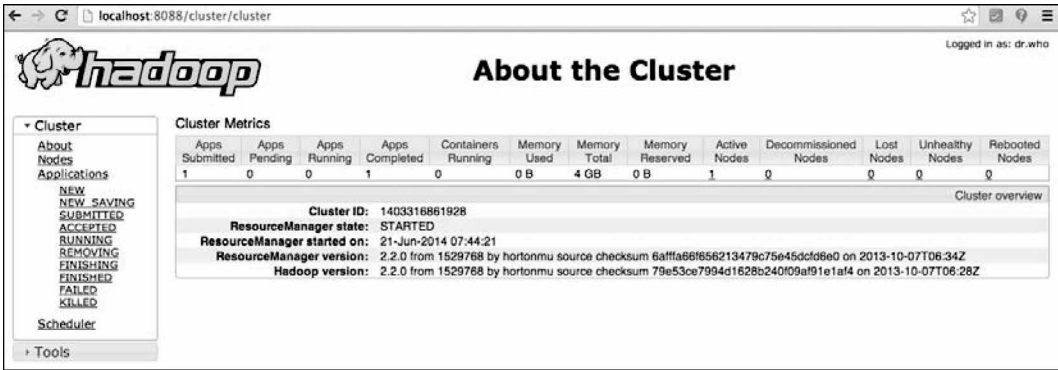 localhost:8088/cluster/cluster
Logged in as: dr.who
hadoop
About the Cluster
Cluster
About
Nodes
Applications
NEW
NEW_SAVING
SUBMITTED
ACCEPTED
RUNNING
REMOVING
FINISHING
FINISHED
FAILED
KILLED
Scheduler
Tools
Cluster Metrics
Apps Submitted Apps Pending Apps Running Apps Completed Containers Running Memory Used Memory Total Memory Reserved Active Nodes Decommissioned Nodes Lost Nodes Unhealthy Nodes Rebooted Nodes
1 0 0 1 0 0 B 4 GB 0 B 1 0 0 0 0
Cluster overview
Cluster ID: 1403316861928
ResourceManager state: STARTED
ResourceManager started on: 21-Jun-2014 07:44:21
ResourceManager version: 2.2.0 from 1529768 by hortonmu source checksum 6afffa66f656213479c75e45dcfd6e0 on 2013-10-07T06:34Z
Hadoop version: 2.2.0 from 1529768 by hortonmu source checksum 79e53ce7994d1628b240f09af91e1af4 on 2013-10-07T06:28Z